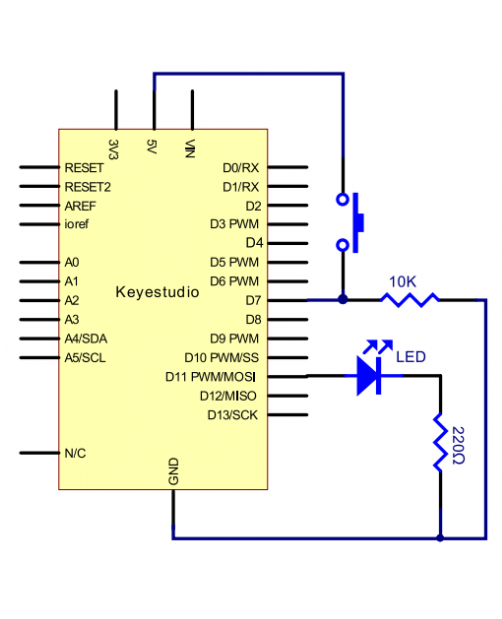 3V3
5V
VIN
RESET
RESET2
AREF
ioref
A0
A1
A2
A3
A4/SDA
A5/SCL
N/C
Keyestudio
D0/RX
D1/RX
D2
D3 PWM
D4
D5 PWM
D6 PWM
D7
D8
D9 PWM
D10 PWM/SS
D11 PWM/MOSI
D12/MISO
D13/SCK
GND
10K
LED
220Ω